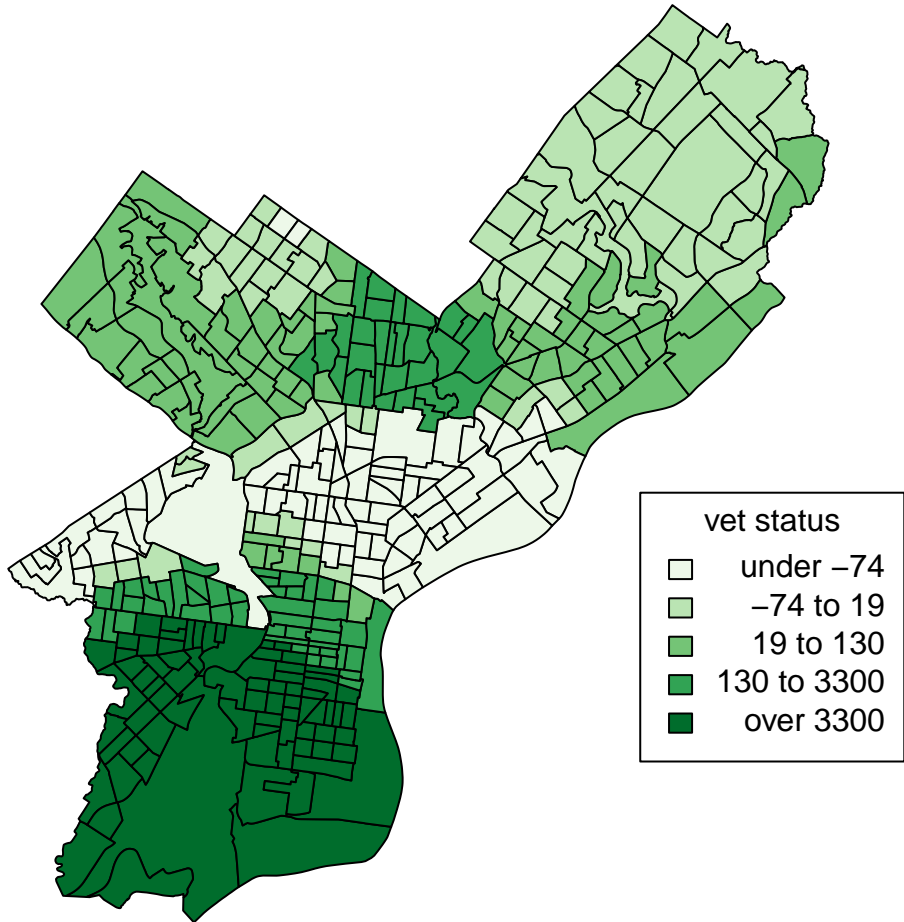 vet status
under −74
−74 to 19
19 to 130
130 to 3300
over 3300